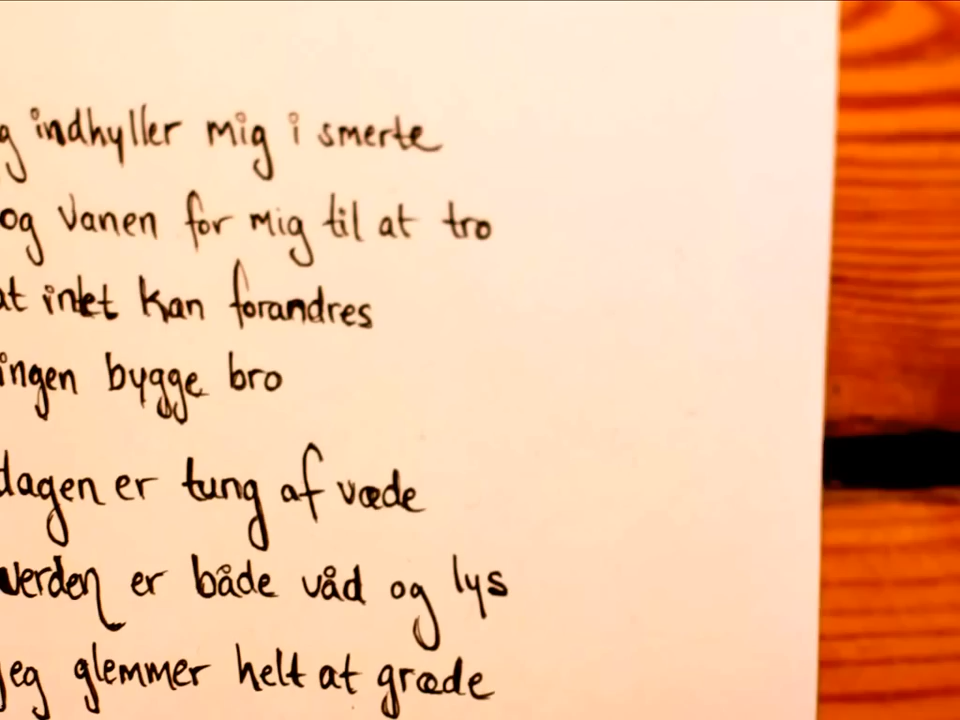 indhyller mig i smerte
og vanen for mig til at tro
at intet kan forandres
ingen bygge bro
dagen er tung af væde
verden er både våd og lys
jeg glemmer helt at græde